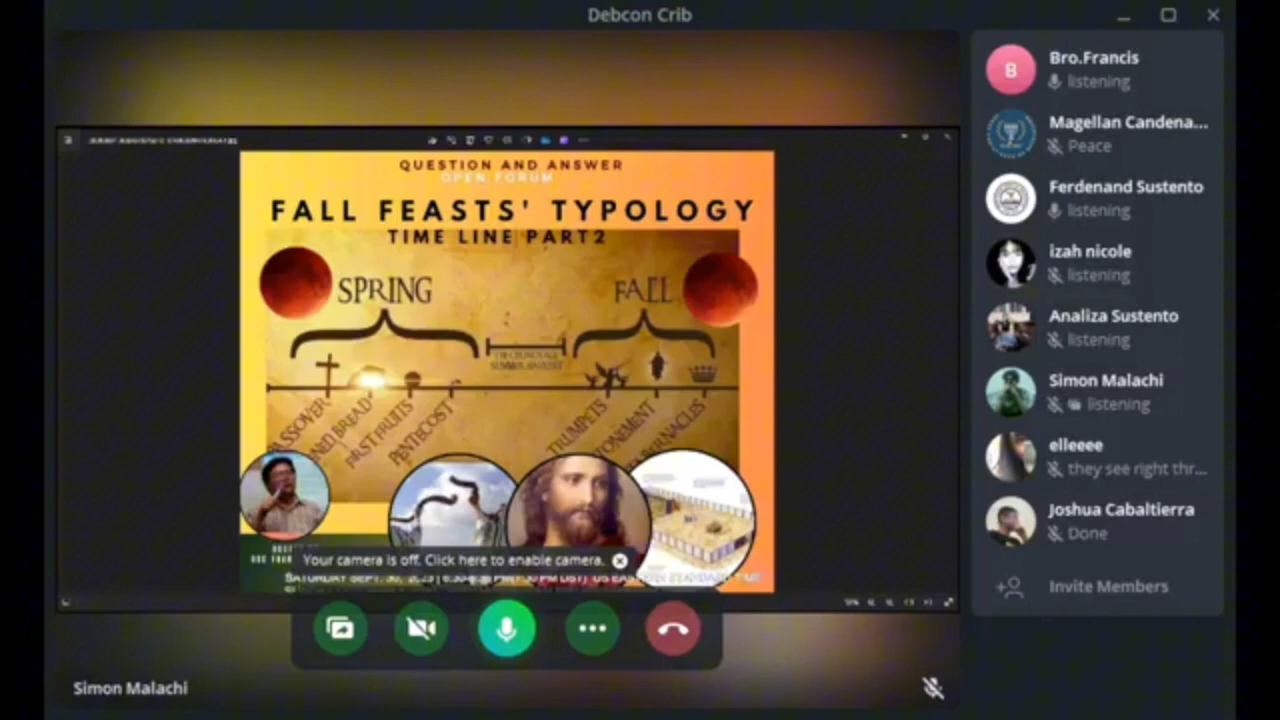 Debcon Crib
QUESTION AND ANSWER
OPEN FORUM
FALL FEASTS' TYPOLOGY
TIME LINE PART2
SPRING
FALL
FIRST FRUITS
PENTECOST
TRUMPETS
Your camera is off. Click here to enable camera.
Simon Malachi
B
Bro.Francis
listening
Magellan Candena...
Peace
Ferdenand Sustento
listening
izah nicole
listening
Analiza Sustento
listening
Simon Malachi
listening
elleeee
they see right thr...
Joshua Cabaltierra
Done
Invite Members